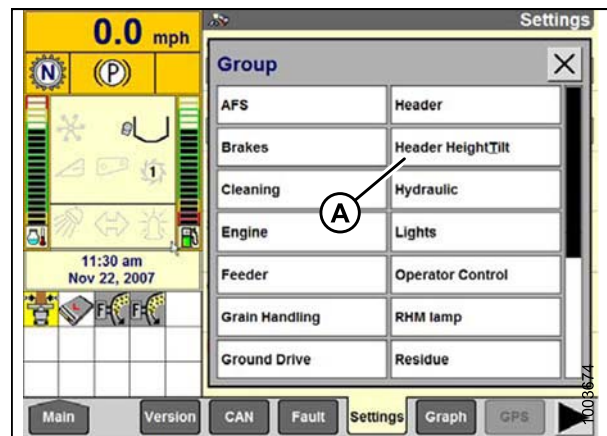 0.0 mph
Settings
N
(P)
Group
X
AFS
Header
Brakes
Header HeightTilt
Cleaning
Hydraulic
A
Engine
Lights
Feeder
Operator Control
Grain Handling
RHM lamp
Ground Drive
Residue
1
11:30 am
Nov 22, 2007
F
F
Main
Version
CAN
Fault
Settings
Graph
GPS
1003674